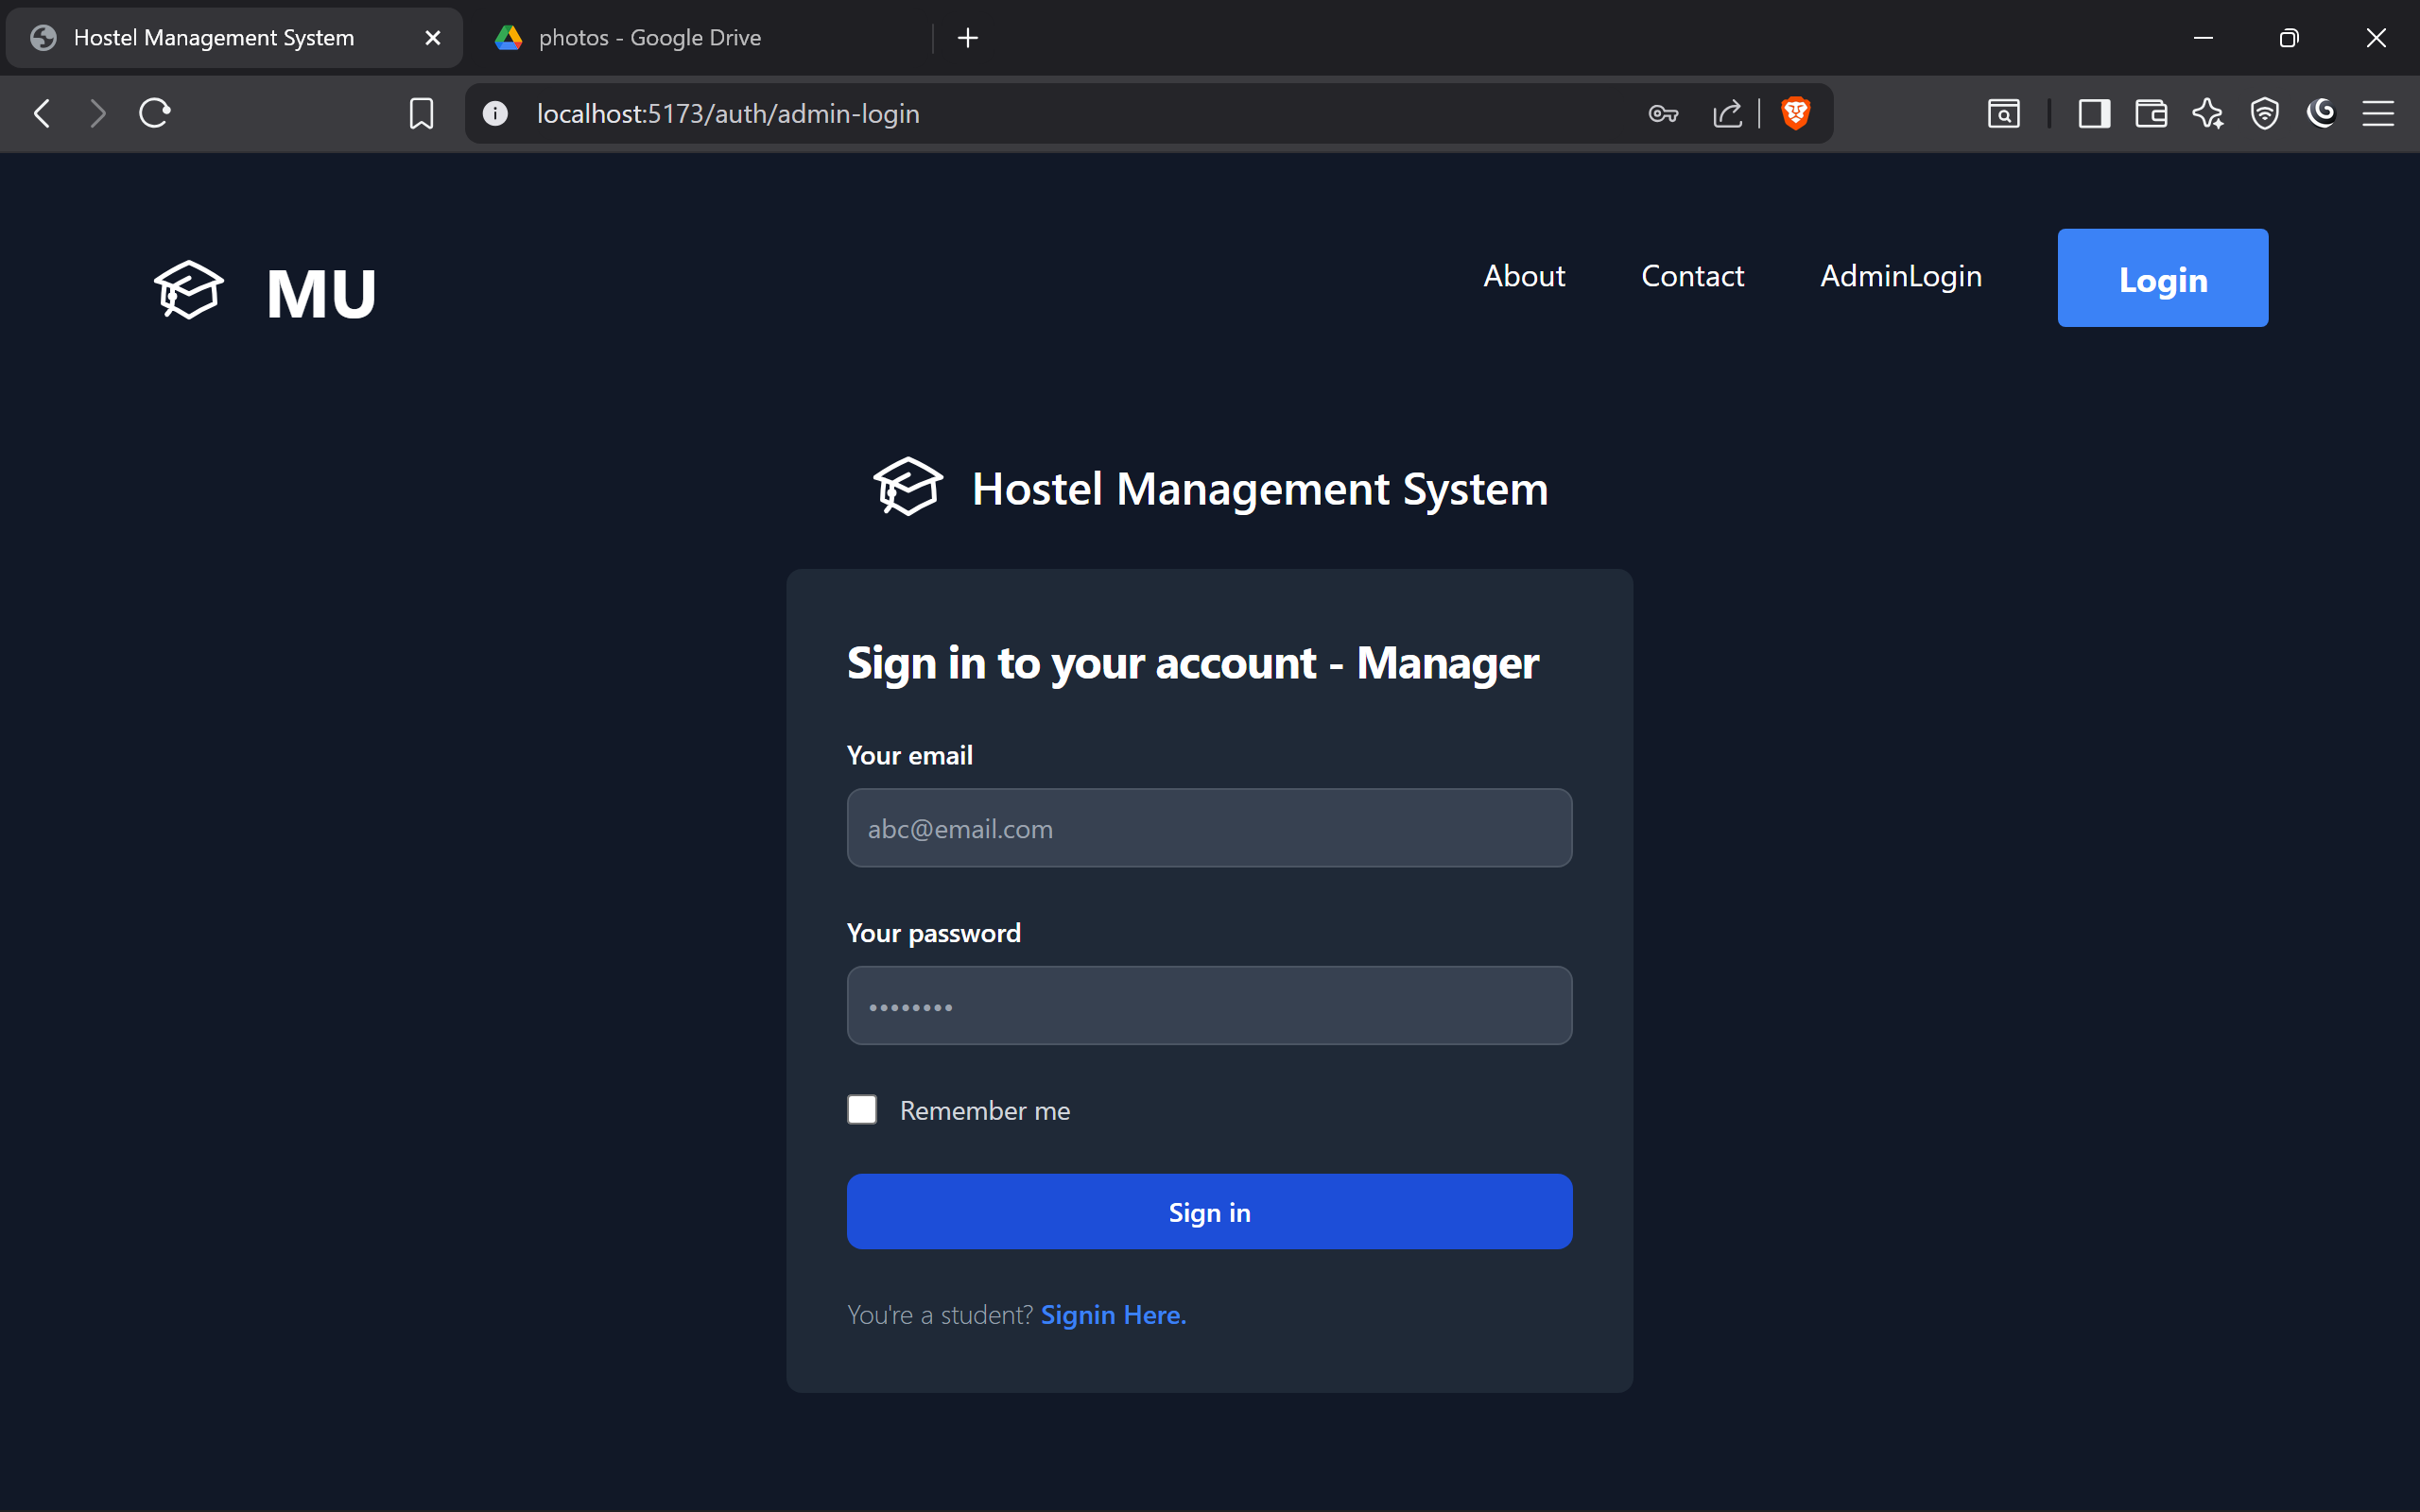 Hostel Management System
photos - Google Drive
localhost:5173/auth/admin-login
MU
About
Contact
AdminLogin
Login
Hostel Management System
Sign in to your account - Manager
Your email
abc@email.com
Your password
••••••••
Remember me
Sign in
You're a student? Signin Here.